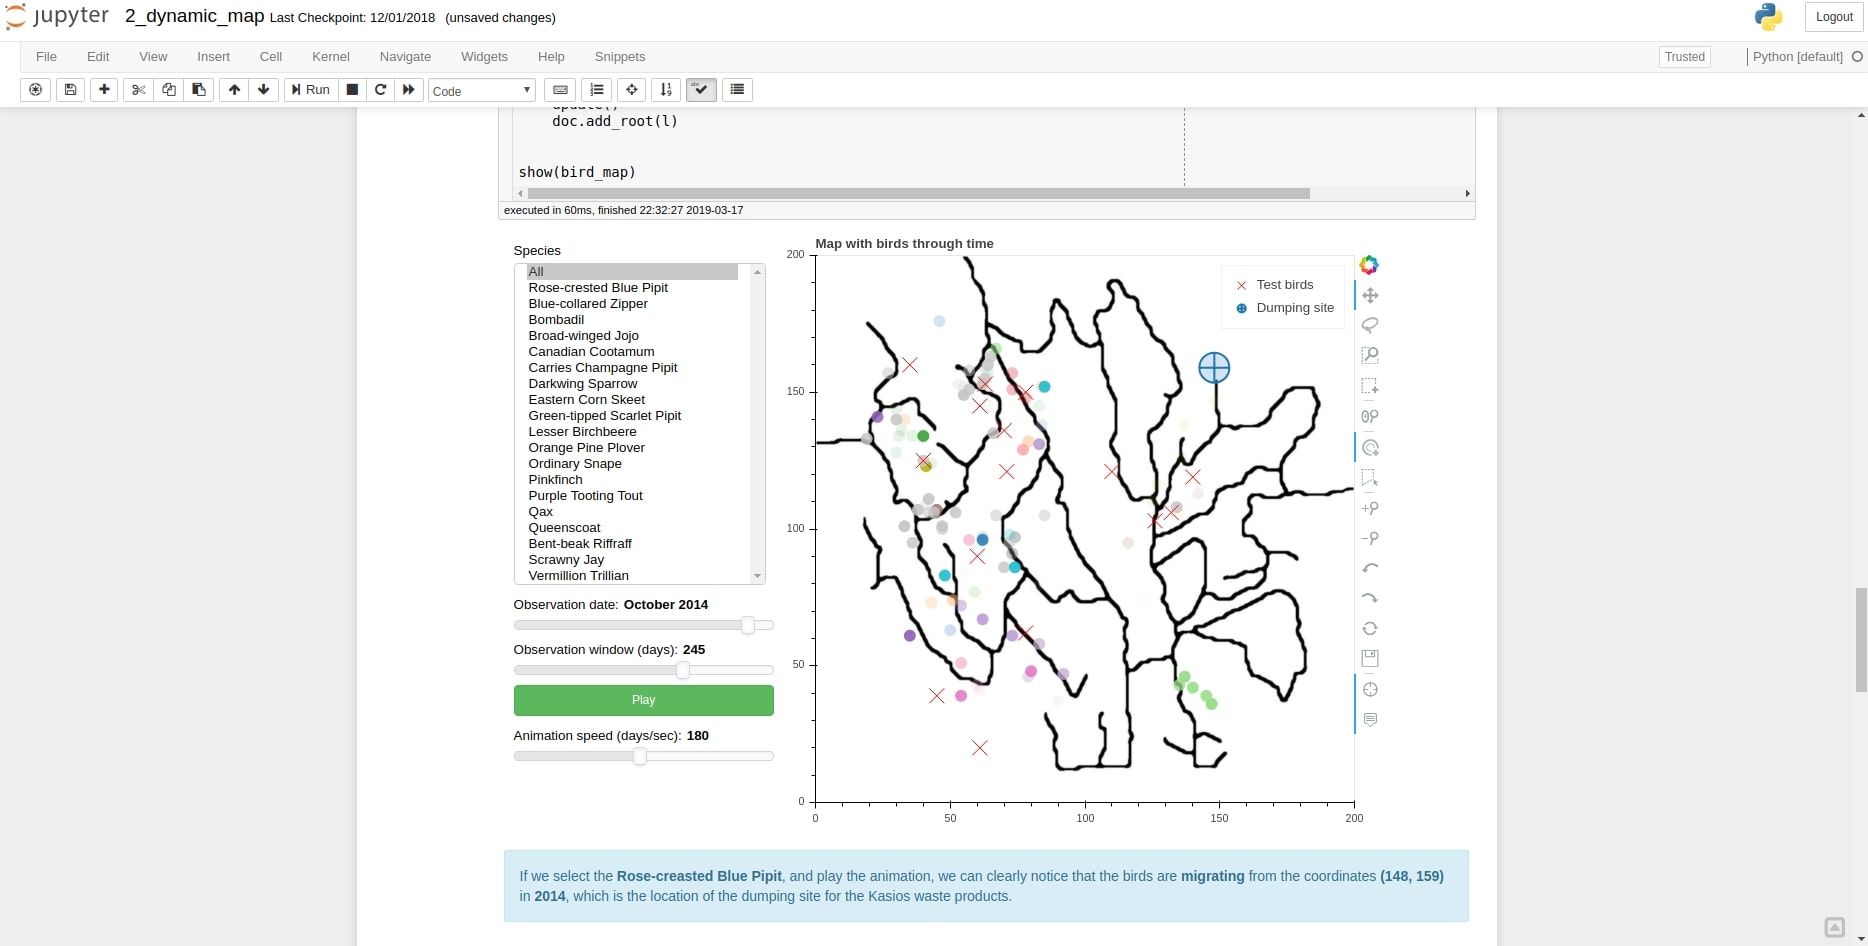 jupyter 2_dynamic_map Last Checkpoint: 12/01/2018 (unsaved changes)
Logout
File Edit View Insert Cell Kernel Navigate Widgets Help Snippets
Trusted Python [default]
Run Code
update()
doc.add_root(l)
show(bird_map)
executed in 60ms, finished 22:32:27 2019-03-17
Species
All
Rose-crested Blue Pipit
Blue-collared Zipper
Bombadil
Broad-winged Jojo
Canadian Cootamum
Carries Champagne Pipit
Darkwing Sparrow
Eastern Corn Skeet
Green-tipped Scarlet Pipit
Lesser Birchbeere
Orange Pine Plover
Ordinary Snape
Pinkfinch
Purple Tooting Tout
Qax
Queenscoat
Bent-beak Riffraff
Scrawny Jay
Vermillion Trillian
Observation date: October 2014
Observation window (days): 245
Play
Animation speed (days/sec): 180
Map with birds through time
200
150
100
50
0
0 50 100 150 200
Test birds
Dumping site
If we select the Rose-creasted Blue Pipit, and play the animation, we can clearly notice that the birds are migrating from the coordinates (148, 159)
in 2014, which is the location of the dumping site for the Kasios waste products.